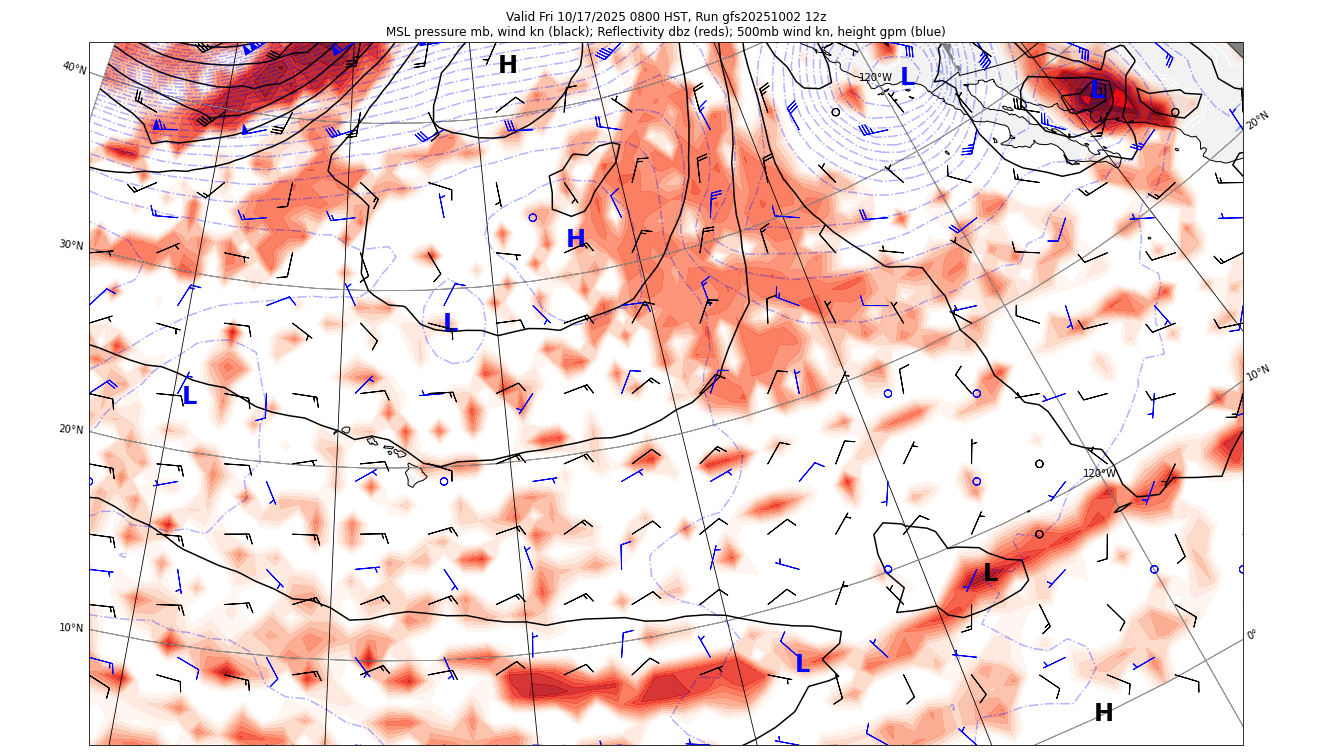 Valid Fri 10/17/2025 0800 HST, Run gfs20251002 12z
MSL pressure mb, wind kn (black); Reflectivity dbz (reds); 500mb wind kn, height gpm (blue)
H
40°N
120°W
L
L
20°N
30°N
H
L
10°N
L
20°N
120°W
L
10°N
0°
L
H